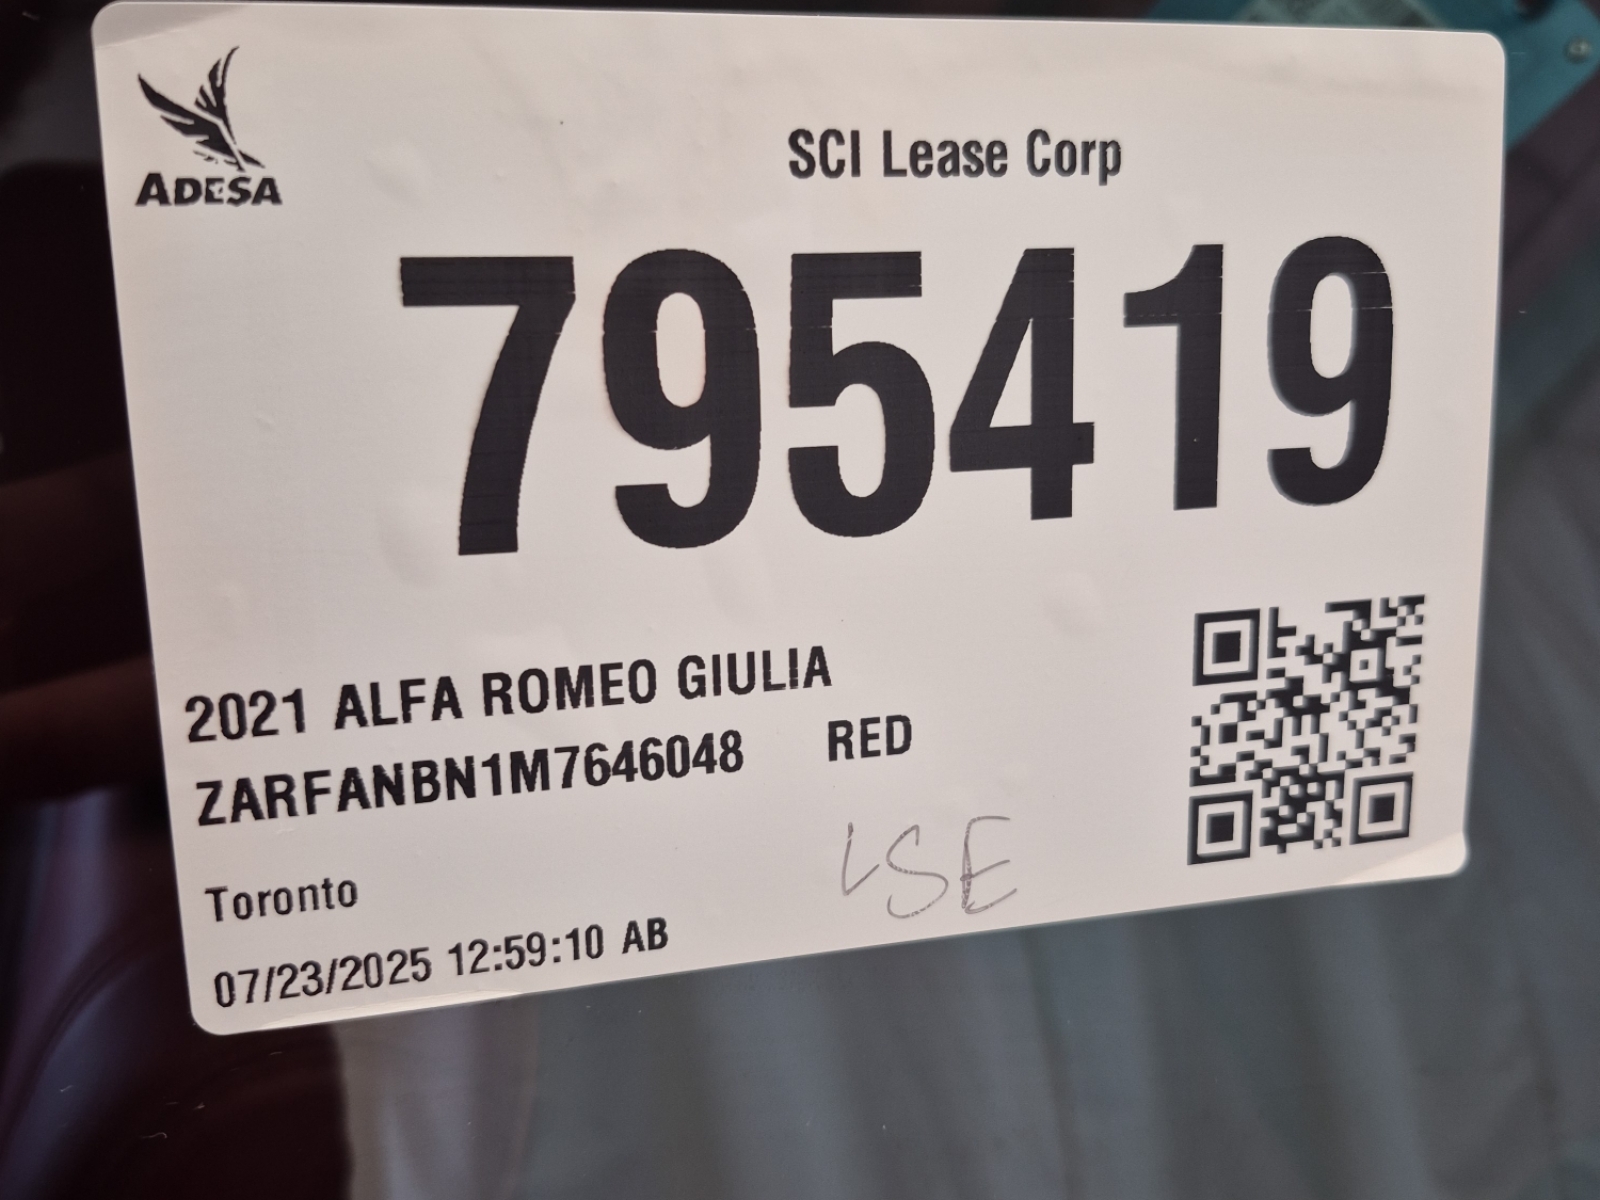 ADESA
SCI Lease Corp
795419
2021 ALFA ROMEO GIULIA
ZARFANBN1M7646048 RED
LSE
Toronto
07/23/2025 12:59:10 AB